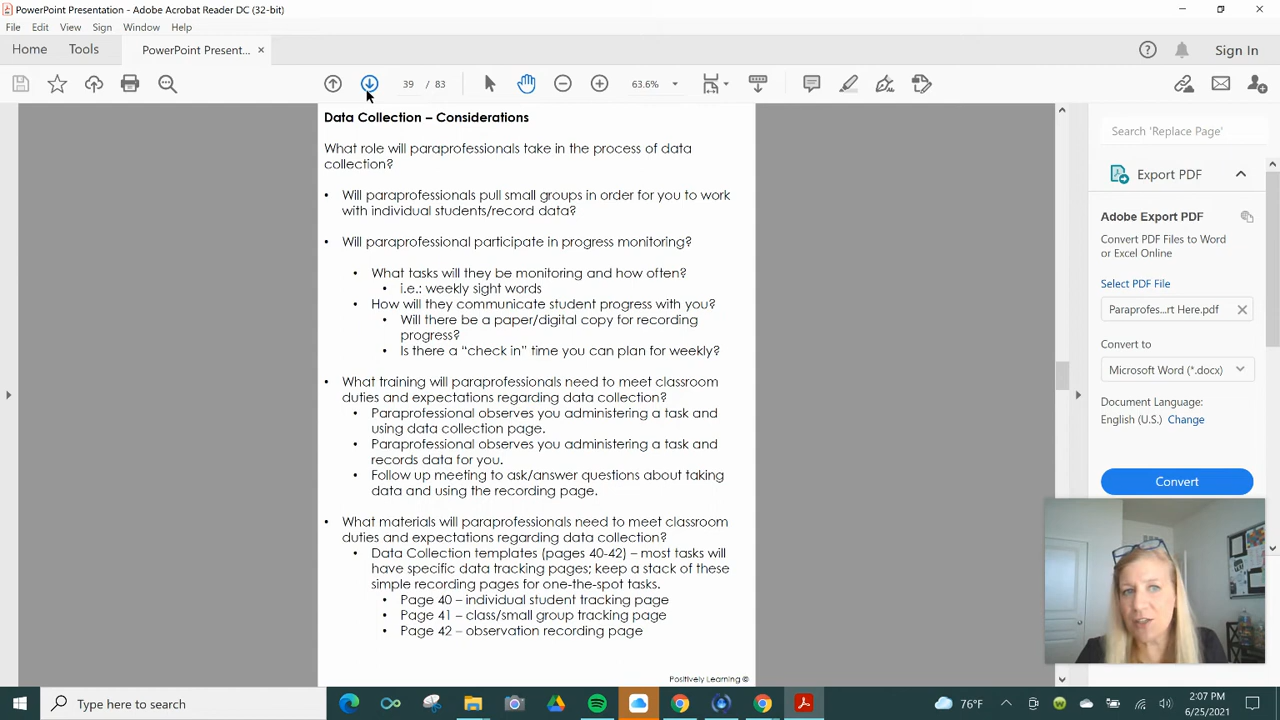 PowerPoint Presentation - Adobe Acrobat Reader DC (32-bit)
File Edit View Sign Window Help
Home Tools PowerPoint Present... × Sign In
39 / 83 63.6%
Data Collection – Considerations
What role will paraprofessionals take in the process of data
collection?
• Will paraprofessionals pull small groups in order for you to work
with individual students/record data?
• Will paraprofessional participate in progress monitoring?
• What tasks will they be monitoring and how often?
• i.e.: weekly sight words
• How will they communicate student progress with you?
• Will there be a paper/digital copy for recording
progress?
• Is there a “check in” time you can plan for weekly?
• What training will paraprofessionals need to meet classroom
duties and expectations regarding data collection?
• Paraprofessional observes you administering a task and
using data collection page.
• Paraprofessional observes you administering a task and
records data for you.
• Follow up meeting to ask/answer questions about taking
data and using the recording page.
• What materials will paraprofessionals need to meet classroom
duties and expectations regarding data collection?
• Data Collection templates (pages 40-42) – most tasks will
have specific data tracking pages; keep a stack of these
simple recording pages for one-the-spot tasks.
• Page 40 – individual student tracking page
• Page 41 – class/small group tracking page
• Page 42 – observation recording page
Positively Learning ©
Search 'Replace Page'
Export PDF
Adobe Export PDF
Convert PDF Files to Word
or Excel Online
Select PDF File
Paraprofes...rt Here.pdf
Convert to
Microsoft Word (*.docx)
Document Language:
English (U.S.) Change
Convert
Type here to search
76°F
2:07 PM
6/25/2021